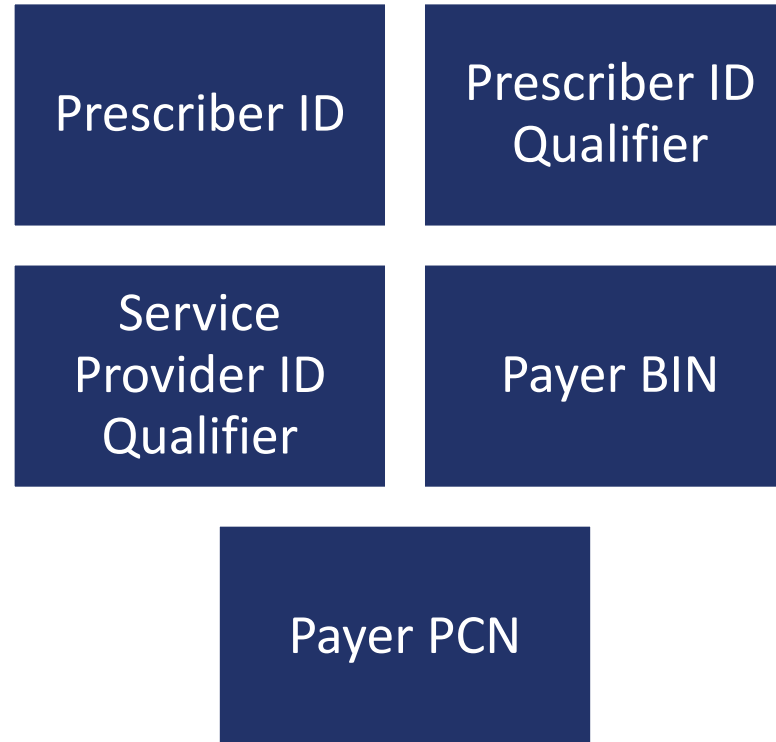 Prescriber ID
Prescriber ID
Qualifier
Service
Provider ID
Qualifier
Payer BIN
Payer PCN